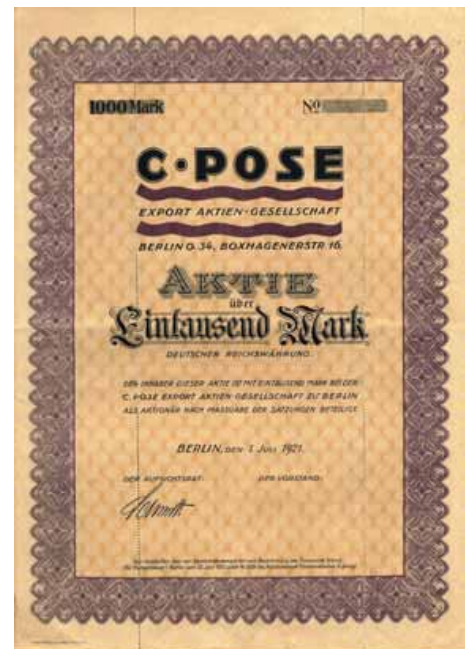 1000 Mark
Nº
C·POSE
EXPORT AKTIEN-GESELLSCHAFT
BERLIN O. 34, BOXHAGENERSTR. 16.
AKTIE
über
Eintausend Mark
DEUTSCHER REICHSWÄHRUNG.
DER INHABER DIESER AKTIE IST MIT EINTAUSEND MARK BEI DER
C. POSE EXPORT AKTIEN-GESELLSCHAFT ZU BERLIN
ALS AKTIONÄR NACH MASSGABE DER SATZUNGEN BETEILIGT.
BERLIN, DEN 1. JULI 1921.
DER AUFSICHTSRAT:
DER VORSTAND: